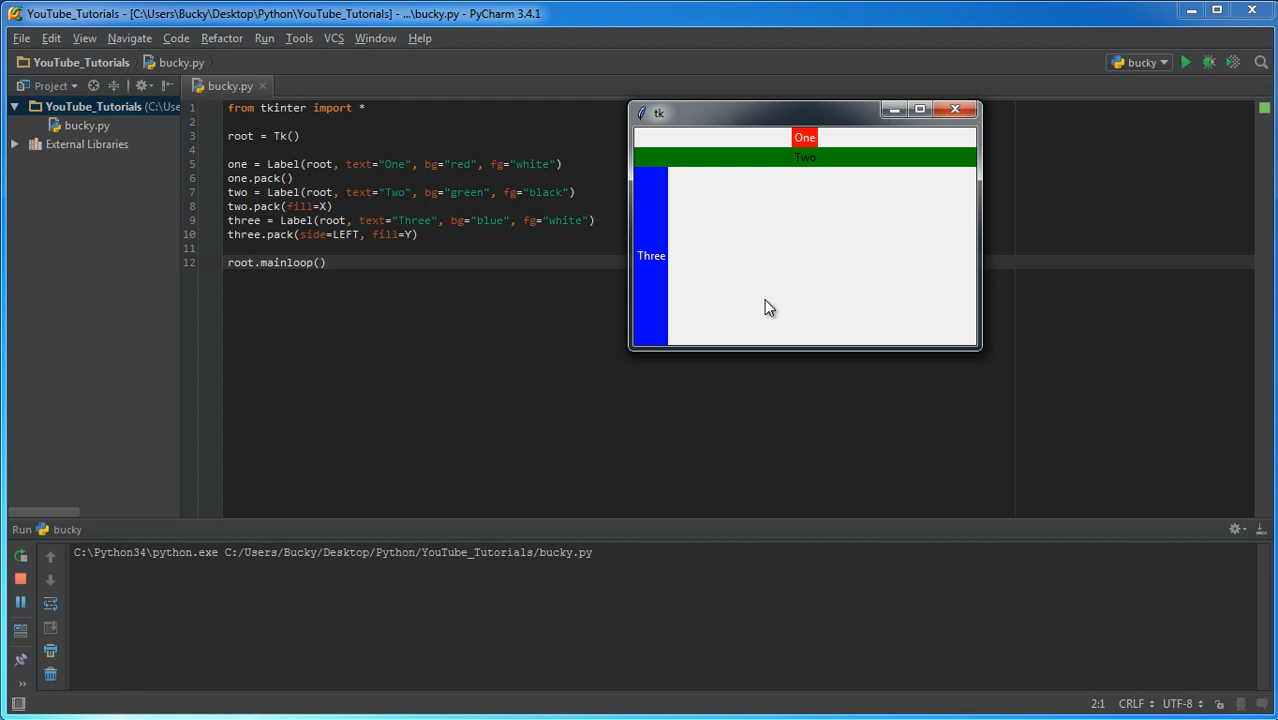 YouTube_Tutorials - [C:\Users\Bucky\Desktop\Python\YouTube_Tutorials] - ...\bucky.py - PyCharm 3.4.1
File Edit View Navigate Code Refactor Run Tools VCS Window Help
YouTube_Tutorials bucky.py bucky
Project bucky.py
YouTube_Tutorials (C:\Use
bucky.py
External Libraries
1 from tkinter import *
2
3 root = Tk()
4
5 one = Label(root, text="One", bg="red", fg="white")
6 one.pack()
7 two = Label(root, text="Two", bg="green", fg="black")
8 two.pack(fill=X)
9 three = Label(root, text="Three", bg="blue", fg="white")
10 three.pack(side=LEFT, fill=Y)
11
12 root.mainloop()
tk
One
Two
Three
Run bucky
C:\Python34\python.exe C:/Users/Bucky/Desktop/Python/YouTube_Tutorials/bucky.py
2:1 CRLF UTF-8